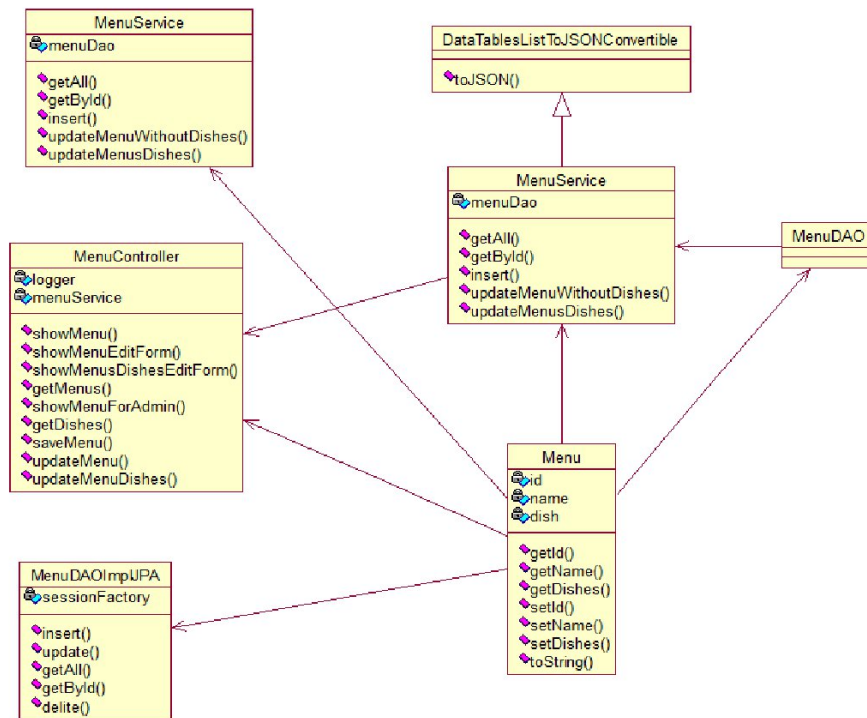 MenuService
menuDao
getAll()
getById()
insert()
updateMenuWithoutDishes()
updateMenusDishes()
DataTablesListToJSONConvertible
toJSON()
MenuService
menuDao
getAll()
getById()
insert()
updateMenuWithoutDishes()
updateMenusDishes()
MenuDAO
MenuController
logger
menuService
showMenu()
showMenuEditForm()
showMenusDishesEditForm()
getMenus()
showMenuForAdmin()
getDishes()
saveMenu()
updateMenu()
updateMenuDishes()
Menu
id
name
dish
getId()
getName()
getDishes()
setId()
setName()
setDishes()
toString()
MenuDAOImplJPA
sessionFactory
insert()
update()
getAll()
getById()
delite()